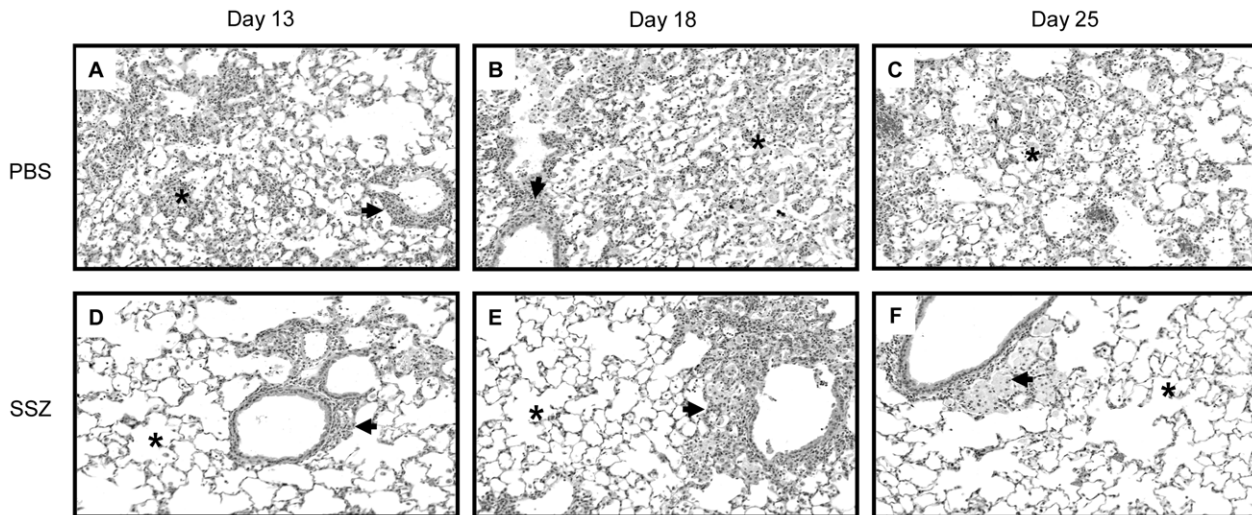 Day 13 Day 18 Day 25
PBS
A * B * C *
SSZ
D * E * F *